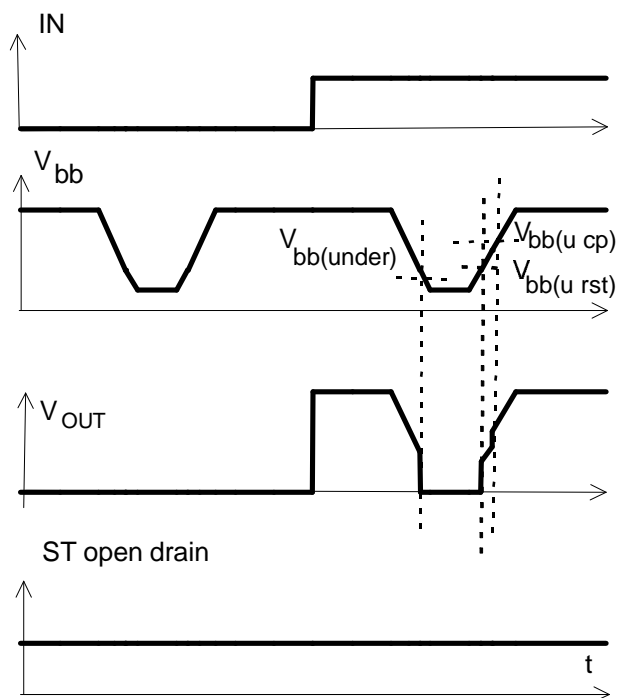 IN
V bb
V bb(under)
V bb(u cp)
V bb(u rst)
V OUT
ST open drain
t